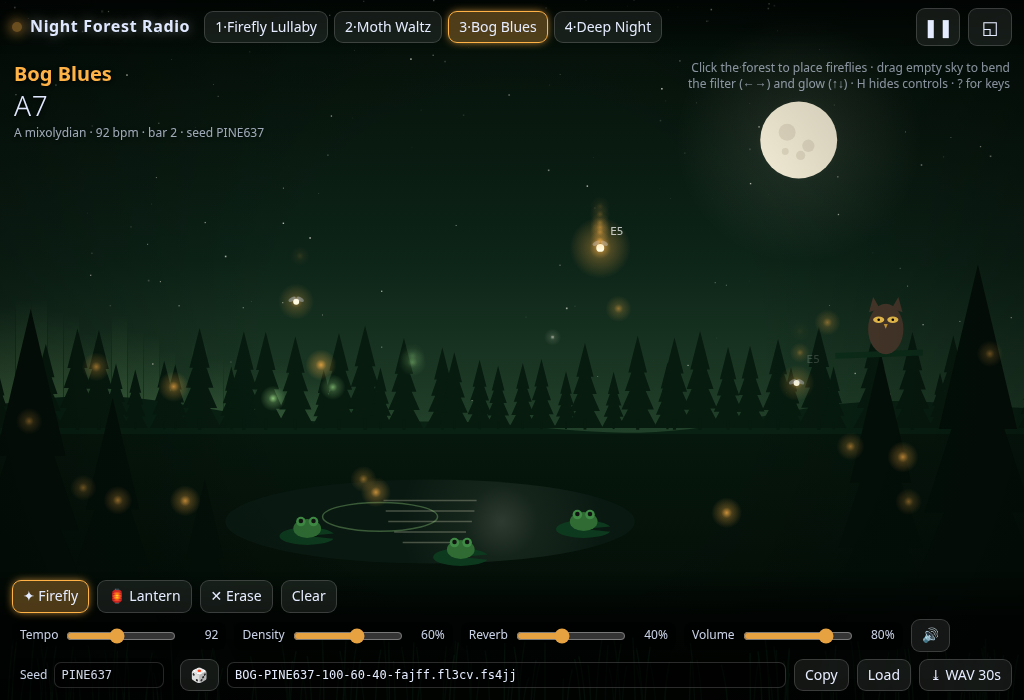 Night Forest Radio
1·Firefly Lullaby
2·Moth Waltz
3·Bog Blues
4·Deep Night
Bog Blues
A7
A mixolydian · 92 bpm · bar 2 · seed PINE637
Click the forest to place fireflies · drag empty sky to bend
the filter (←→) and glow (↑↓) · H hides controls · ? for keys
E5
E5
✦ Firefly
Lantern
✕ Erase
Clear
Tempo 92
Density 60%
Reverb 40%
Volume 80%
Seed PINE637
BOG-PINE637-100-60-40-fajff.fl3cv.fs4jj
Copy
Load
⤓ WAV 30s